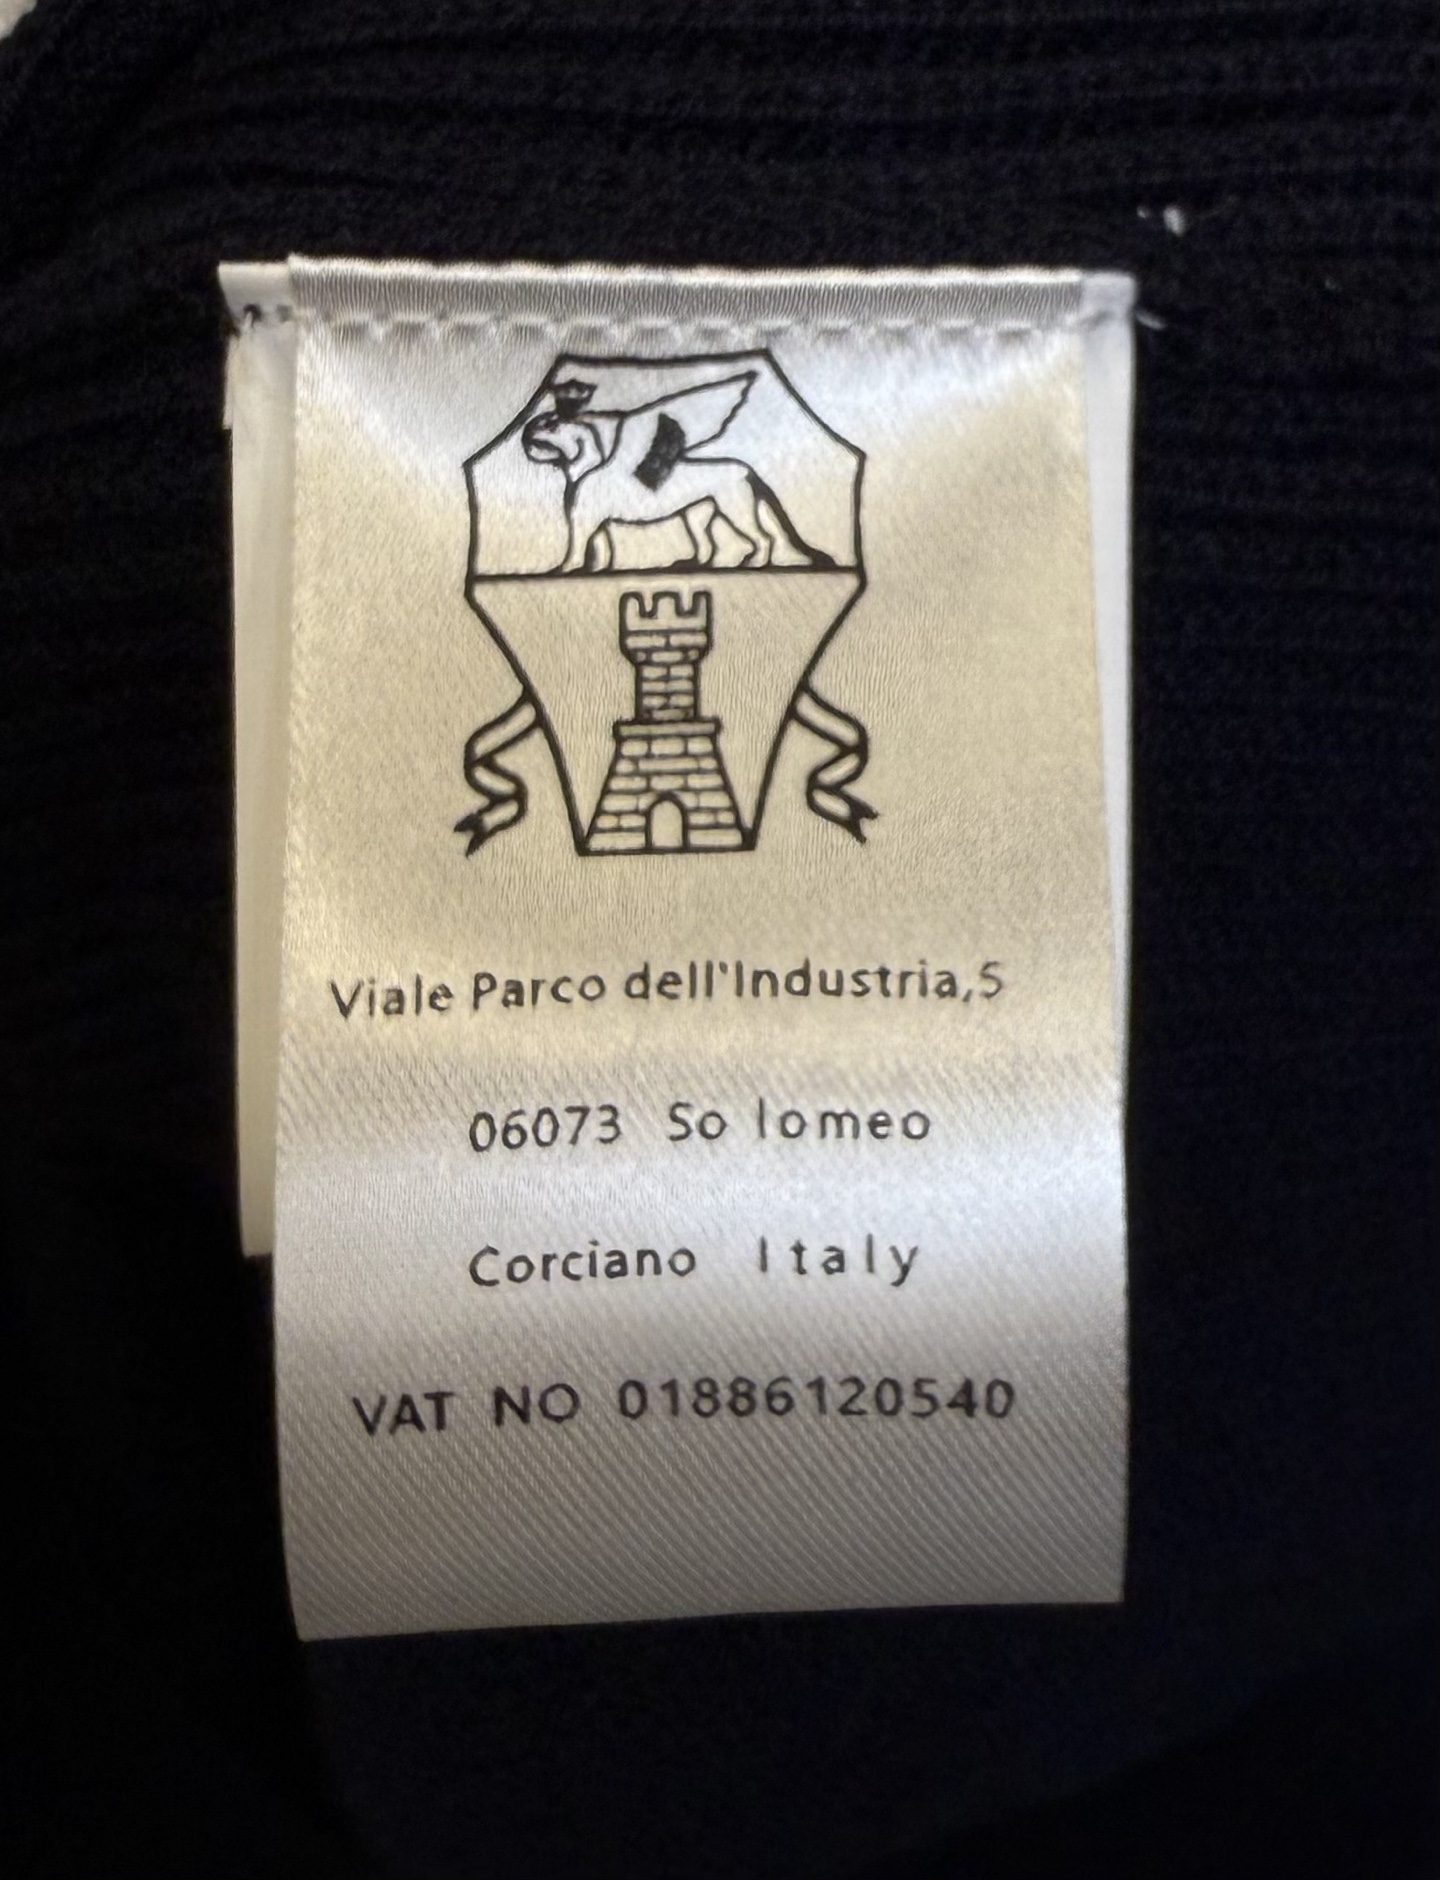 Viale Parco dell'Industria,5
06073 So lomeo
Corciano Italy
VAT NO 01886120540